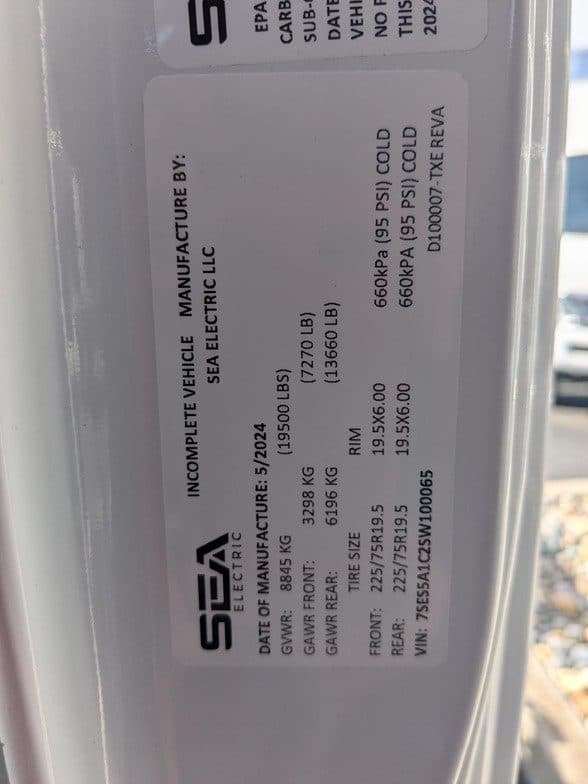 EPA
CARB
SUB-
DATE
VEHI
NO
THIS
2024
SEA
ELECTRIC
INCOMPLETE VEHICLE MANUFACTURE BY:
SEA ELECTRIC LLC
DATE OF MANUFACTURE: 5/2024
GVWR: 8845 KG (19500 LBS)
GAWR FRONT: 3298 KG (7270 LB)
GAWR REAR: 6196 KG (13660 LB)
TIRE SIZE RIM
FRONT: 225/75R19.5 19.5X6.00 660kPa (95 PSI) COLD
REAR: 225/75R19.5 19.5X6.00 660kPA (95 PSI) COLD
VIN: 7SES5A1C2SW100065 D100007-TXE REVA